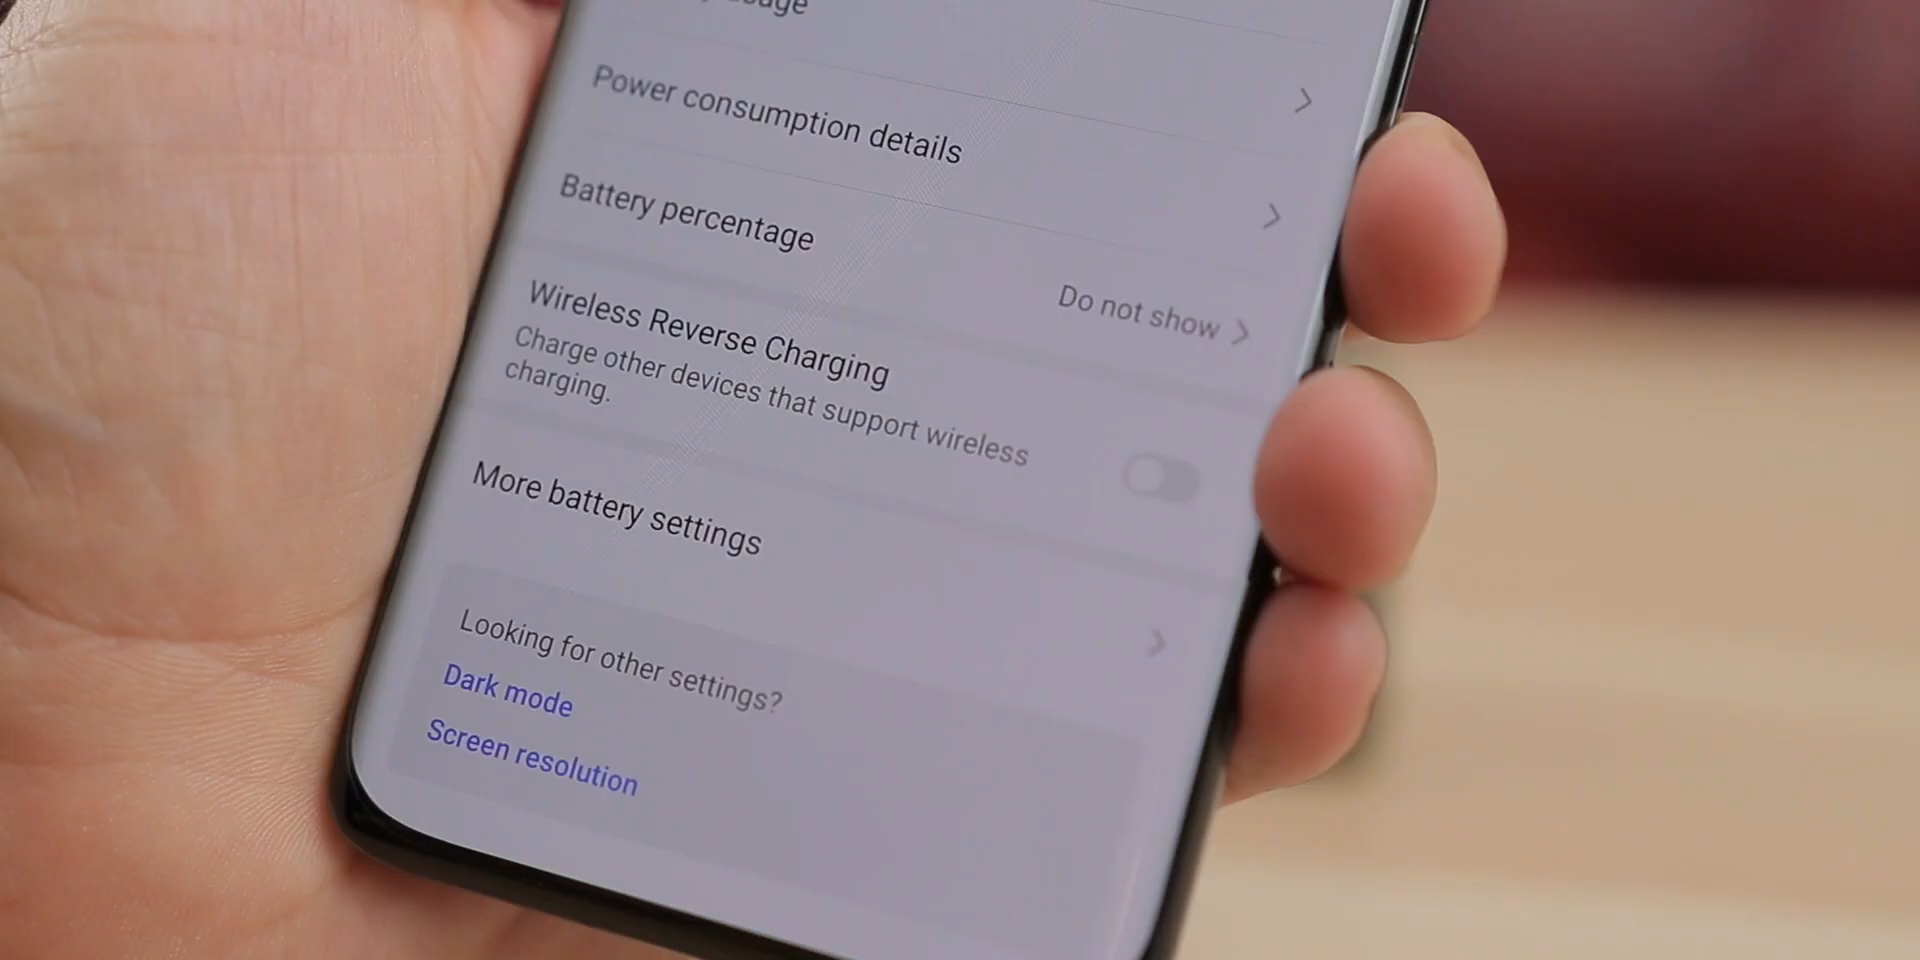 Power consumption details
Battery percentage
Do not show
Wireless Reverse Charging
Charge other devices that support wireless
charging.
More battery settings
Looking for other settings?
Dark mode
Screen resolution